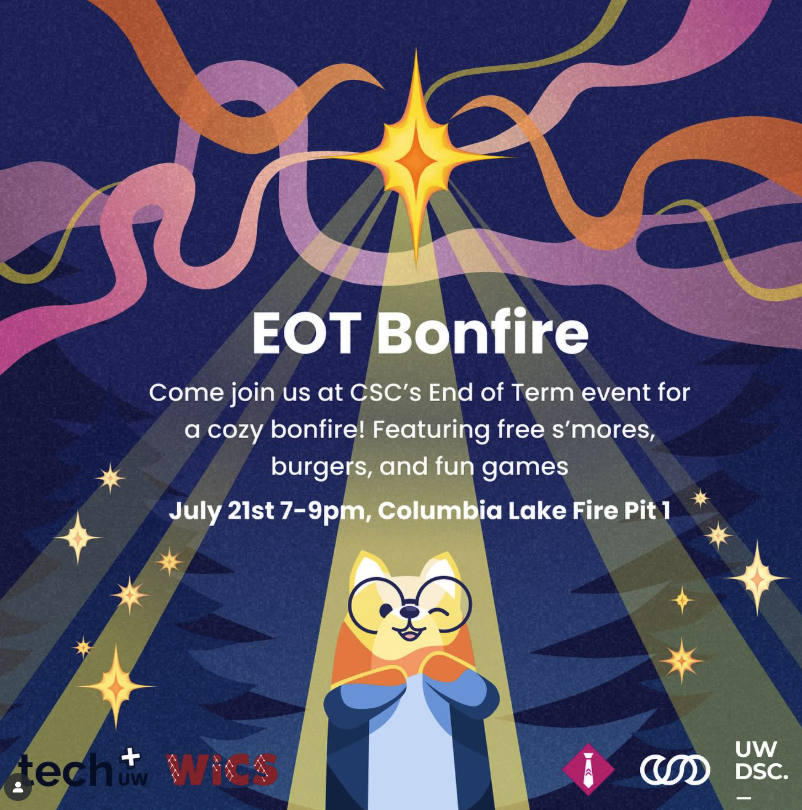 EOT Bonfire
Come join us at CSC's End of Term event for
a cozy bonfire! Featuring free s'mores,
burgers, and fun games
July 21st 7-9pm, Columbia Lake Fire Pit 1
tech+
UW
WiCS
UW
DSC.